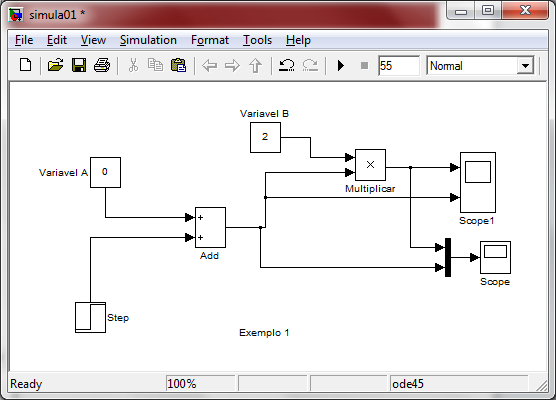 simula01 *
File Edit View Simulation Format Tools Help
55 Normal
Variavel B
2
Variavel A 0
×
Multiplicar
+
+
Add
Scope1
Scope
Step
Exemplo 1
Ready 100% ode45